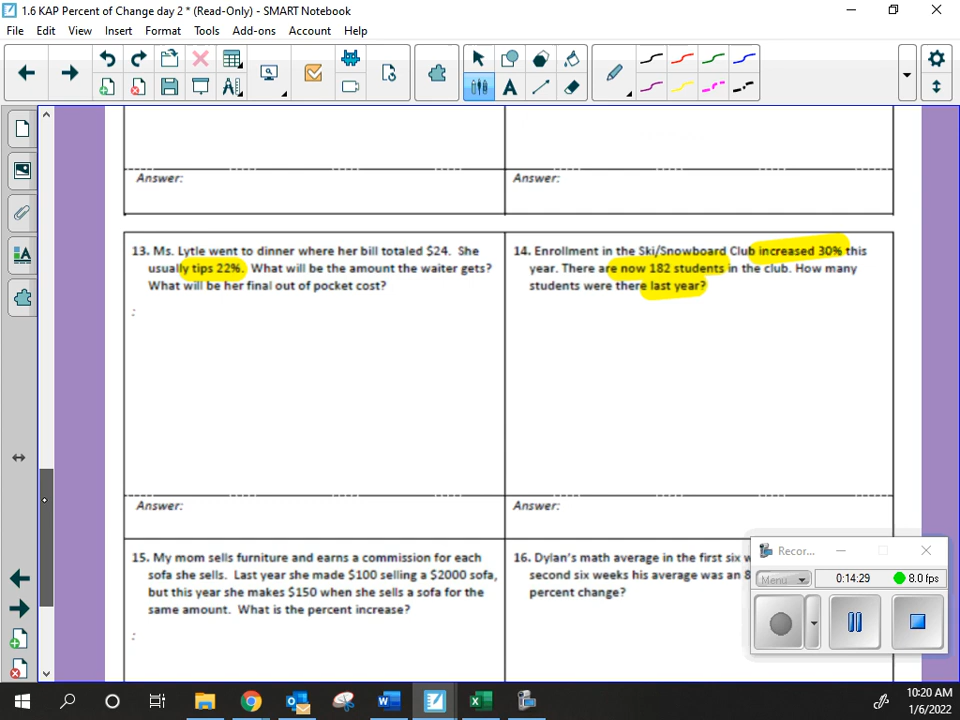 1.6 KAP Percent of Change day 2 * (Read-Only) - SMART Notebook
File Edit View Insert Format Tools Add-ons Account Help
Answer:
Answer:
13. Ms. Lytle went to dinner where her bill totaled $24. She
usually tips 22%. What will be the amount the waiter gets?
What will be her final out of pocket cost?
:
14. Enrollment in the Ski/Snowboard Club increased 30% this
year. There are now 182 students in the club. How many
students were there last year?
Answer:
Answer:
15. My mom sells furniture and earns a commission for each
sofa she sells. Last year she made $100 selling a $2000 sofa,
but this year she makes $150 when she sells a sofa for the
same amount. What is the percent increase?
:
16. Dylan's math average in the first six w
second six weeks his average was an 8
percent change?
Recor...
Menu
0:14:29
8.0 fps
10:20 AM
1/6/2022